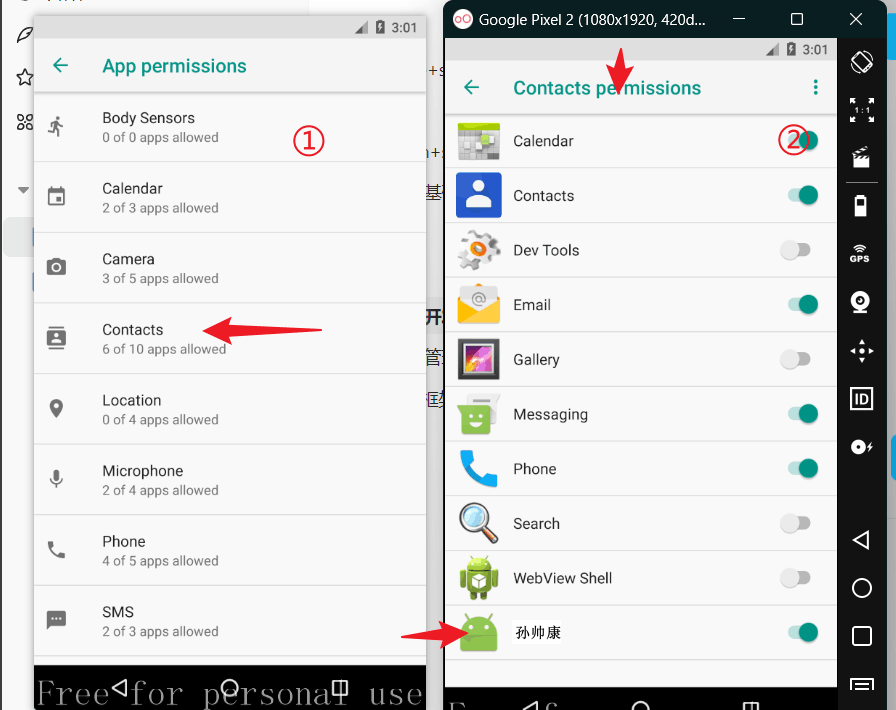 3:01
App permissions
Body Sensors
0 of 0 apps allowed
①
Calendar
2 of 3 apps allowed
Camera
3 of 5 apps allowed
Contacts
6 of 10 apps allowed
Location
0 of 4 apps allowed
Microphone
2 of 4 apps allowed
Phone
4 of 5 apps allowed
SMS
2 of 3 apps allowed
Free for personal use
Google Pixel 2 (1080x1920, 420d...
3:01
Contacts permissions
Calendar
②
Contacts
Dev Tools
Email
Gallery
Messaging
Phone
Search
WebView Shell
孙帅康
1:1
GPS
ID